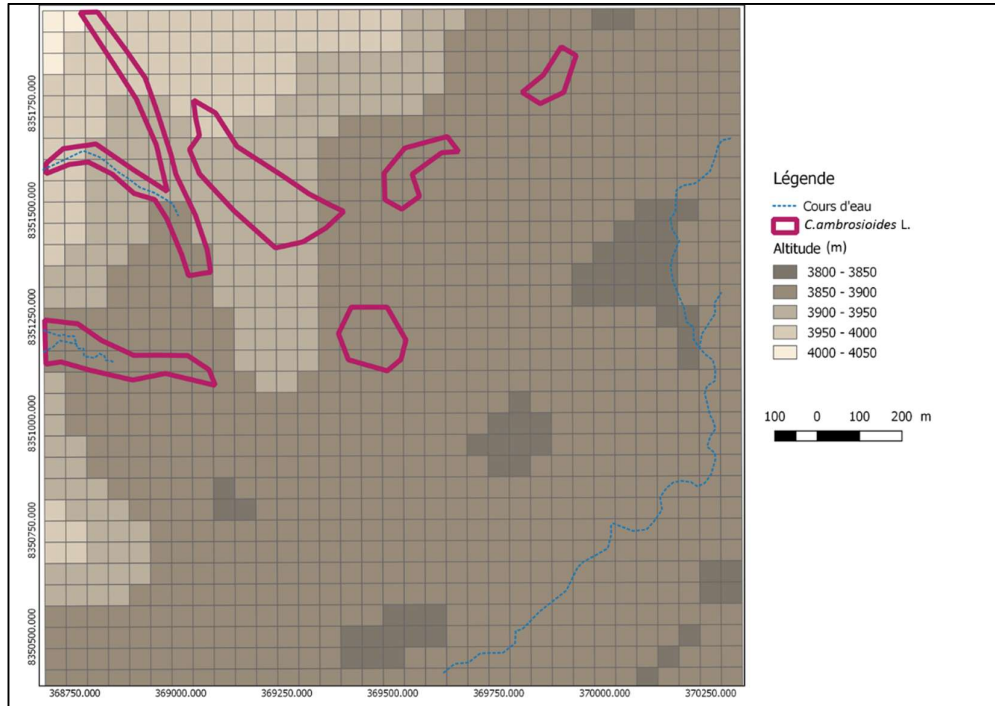 8351750.000
8351500.000
8351250.000
8351000.000
8350750.000
8350500.000
368750.000 369000.000 369250.000 369500.000 369750.000 370000.000 370250.000
Légende
Cours d'eau
C.ambrosioides L.
Altitude (m)
3800 - 3850
3850 - 3900
3900 - 3950
3950 - 4000
4000 - 4050
100 0 100 200 m